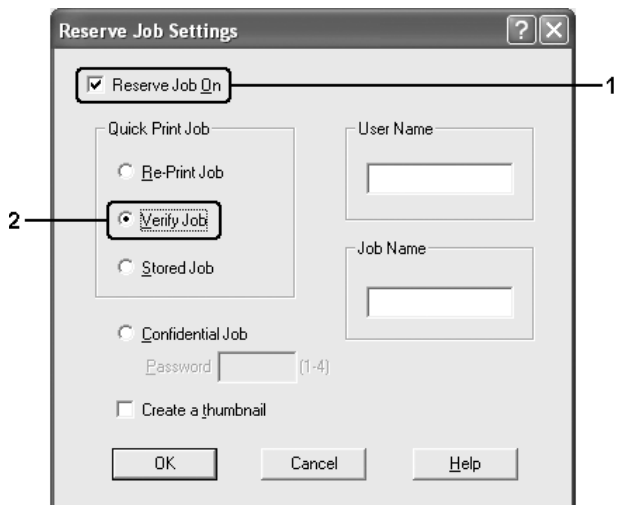 Reserve Job Settings
Reserve Job On
1
Quick Print Job
User Name
Re-Print Job
2
Verify Job
Job Name
Stored Job
Confidential Job
Password
(1-4)
Create a thumbnail
OK
Cancel
Help